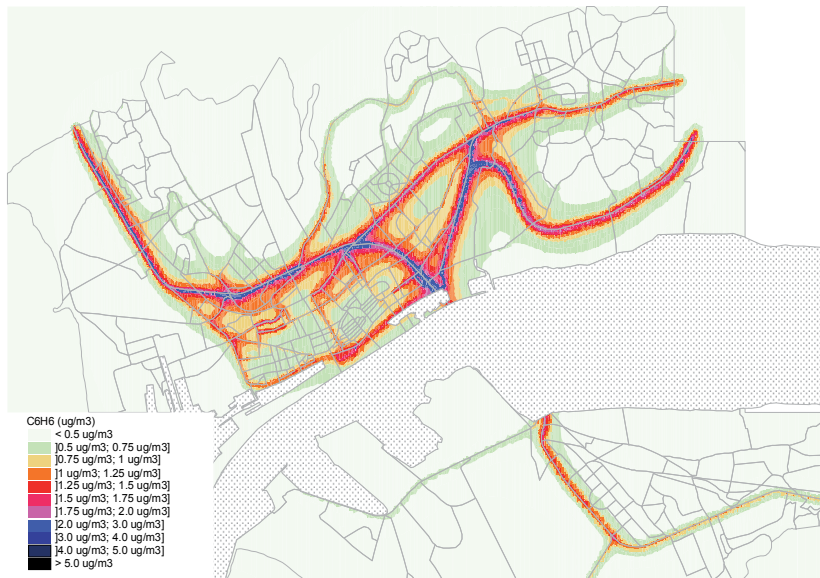 C6H6 (ug/m3)
< 0.5 ug/m3
]0.5 ug/m3; 0.75 ug/m3]
]0.75 ug/m3; 1 ug/m3]
]1 ug/m3; 1.25 ug/m3]
]1.25 ug/m3; 1.5 ug/m3]
]1.5 ug/m3; 1.75 ug/m3]
]1.75 ug/m3; 2.0 ug/m3]
]2.0 ug/m3; 3.0 ug/m3]
]3.0 ug/m3; 4.0 ug/m3]
]4.0 ug/m3; 5.0 ug/m3]
> 5.0 ug/m3